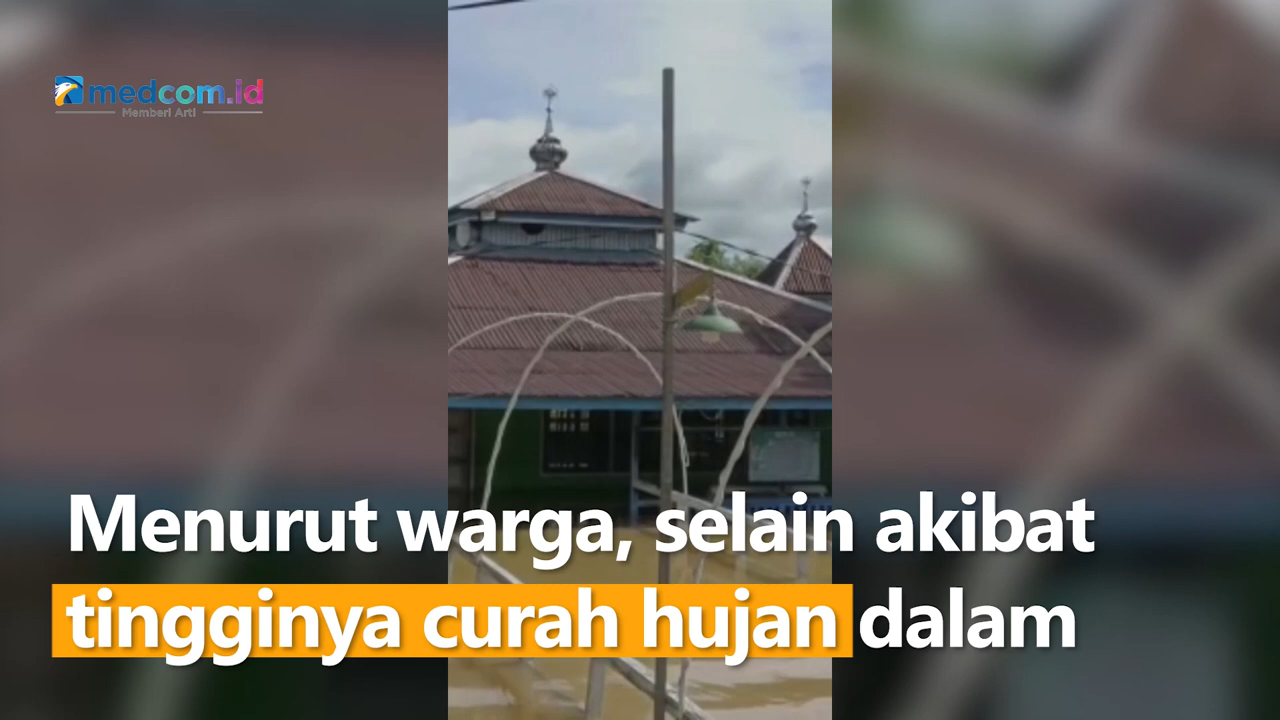 medcom.id
Memberi Arti
Menurut warga, selain akibat
tingginya curah hujan dalam